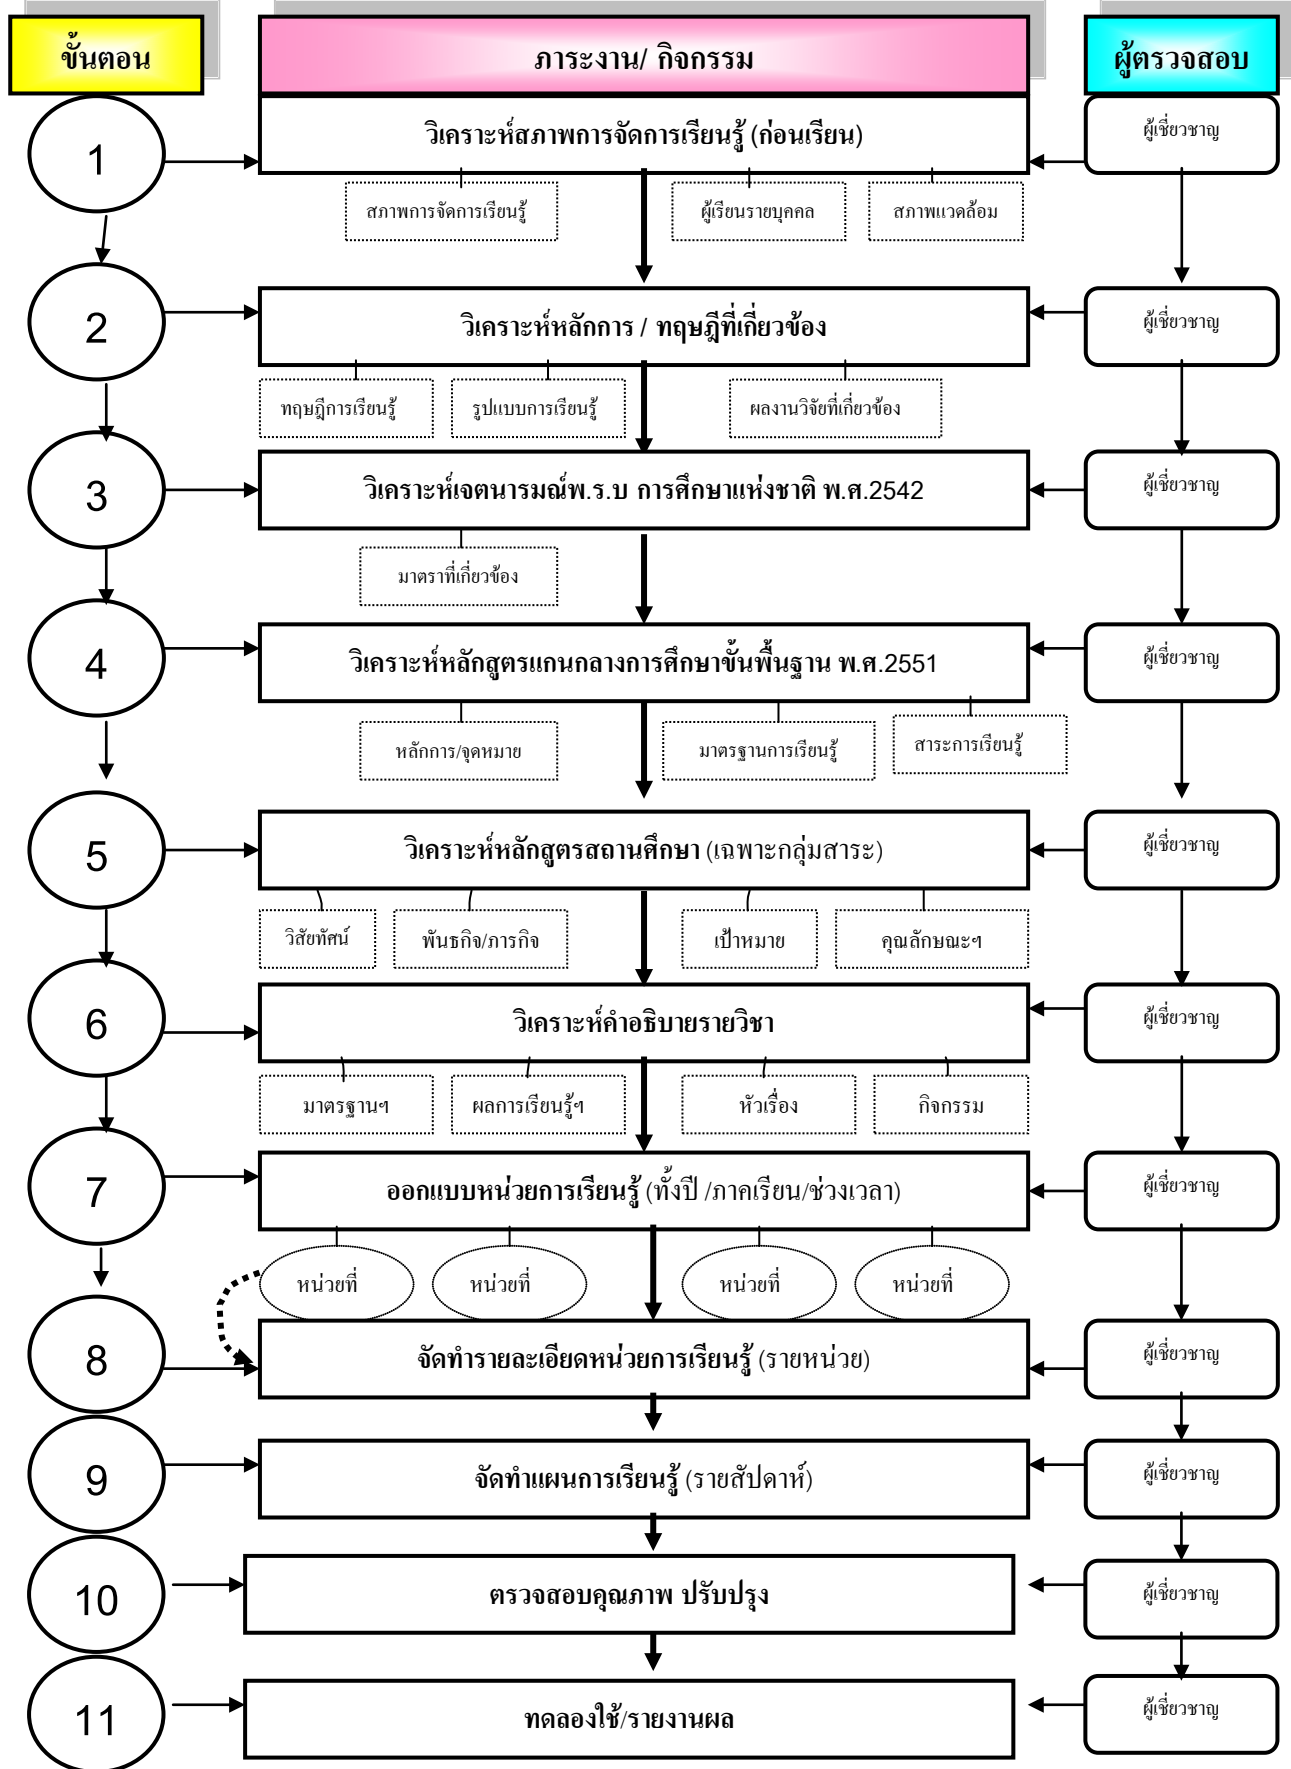 ขั้นตอน
ภาระงาน/ กิจกรรม
ผู้ตรวจสอบ
1
วิเคราะห์สภาพการจัดการเรียนรู้ (ก่อนเรียน)
ผู้เชี่ยวชาญ
สภาพการจัดการเรียนรู้
ผู้เรียนรายบุคคล
สภาพแวดล้อม
2
วิเคราะห์หลักการ / ทฤษฎีที่เกี่ยวข้อง
ผู้เชี่ยวชาญ
ทฤษฎีการเรียนรู้
รูปแบบการเรียนรู้
ผลงานวิจัยที่เกี่ยวข้อง
3
วิเคราะห์เจตนารมณ์พ.ร.บ การศึกษาแห่งชาติ พ.ศ.2542
ผู้เชี่ยวชาญ
มาตราที่เกี่ยวข้อง
4
วิเคราะห์หลักสูตรแกนกลางการศึกษาขั้นพื้นฐาน พ.ศ.2551
ผู้เชี่ยวชาญ
หลักการ/จุดหมาย
มาตรฐานการเรียนรู้
สาระการเรียนรู้
5
วิเคราะห์หลักสูตรสถานศึกษา (เฉพาะกลุ่มสาระ)
ผู้เชี่ยวชาญ
วิสัยทัศน์
พันธกิจ/ภารกิจ
เป้าหมาย
คุณลักษณะฯ
6
วิเคราะห์คำอธิบายรายวิชา
ผู้เชี่ยวชาญ
มาตรฐานฯ
ผลการเรียนรู้ฯ
หัวเรื่อง
กิจกรรม
7
ออกแบบหน่วยการเรียนรู้ (ทั้งปี /ภาคเรียน/ช่วงเวลา)
ผู้เชี่ยวชาญ
หน่วยที่
หน่วยที่
หน่วยที่
หน่วยที่
8
จัดทำรายละเอียดหน่วยการเรียนรู้ (รายหน่วย)
ผู้เชี่ยวชาญ
9
จัดทำแผนการเรียนรู้ (รายสัปดาห์)
ผู้เชี่ยวชาญ
10
ตรวจสอบคุณภาพ ปรับปรุง
ผู้เชี่ยวชาญ
11
ทดลองใช้/รายงานผล
ผู้เชี่ยวชาญ